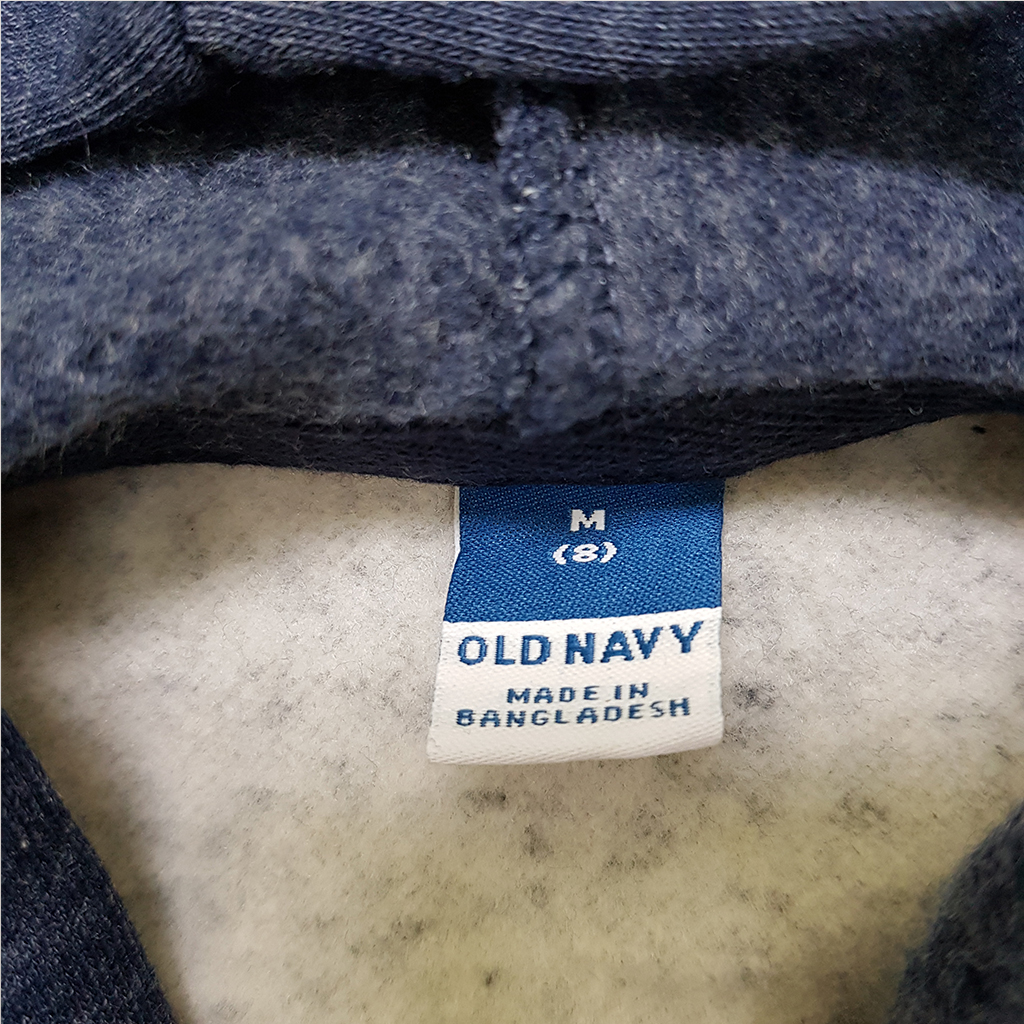 M
(8)
OLD NAVY
MADE IN
BANGLADESH